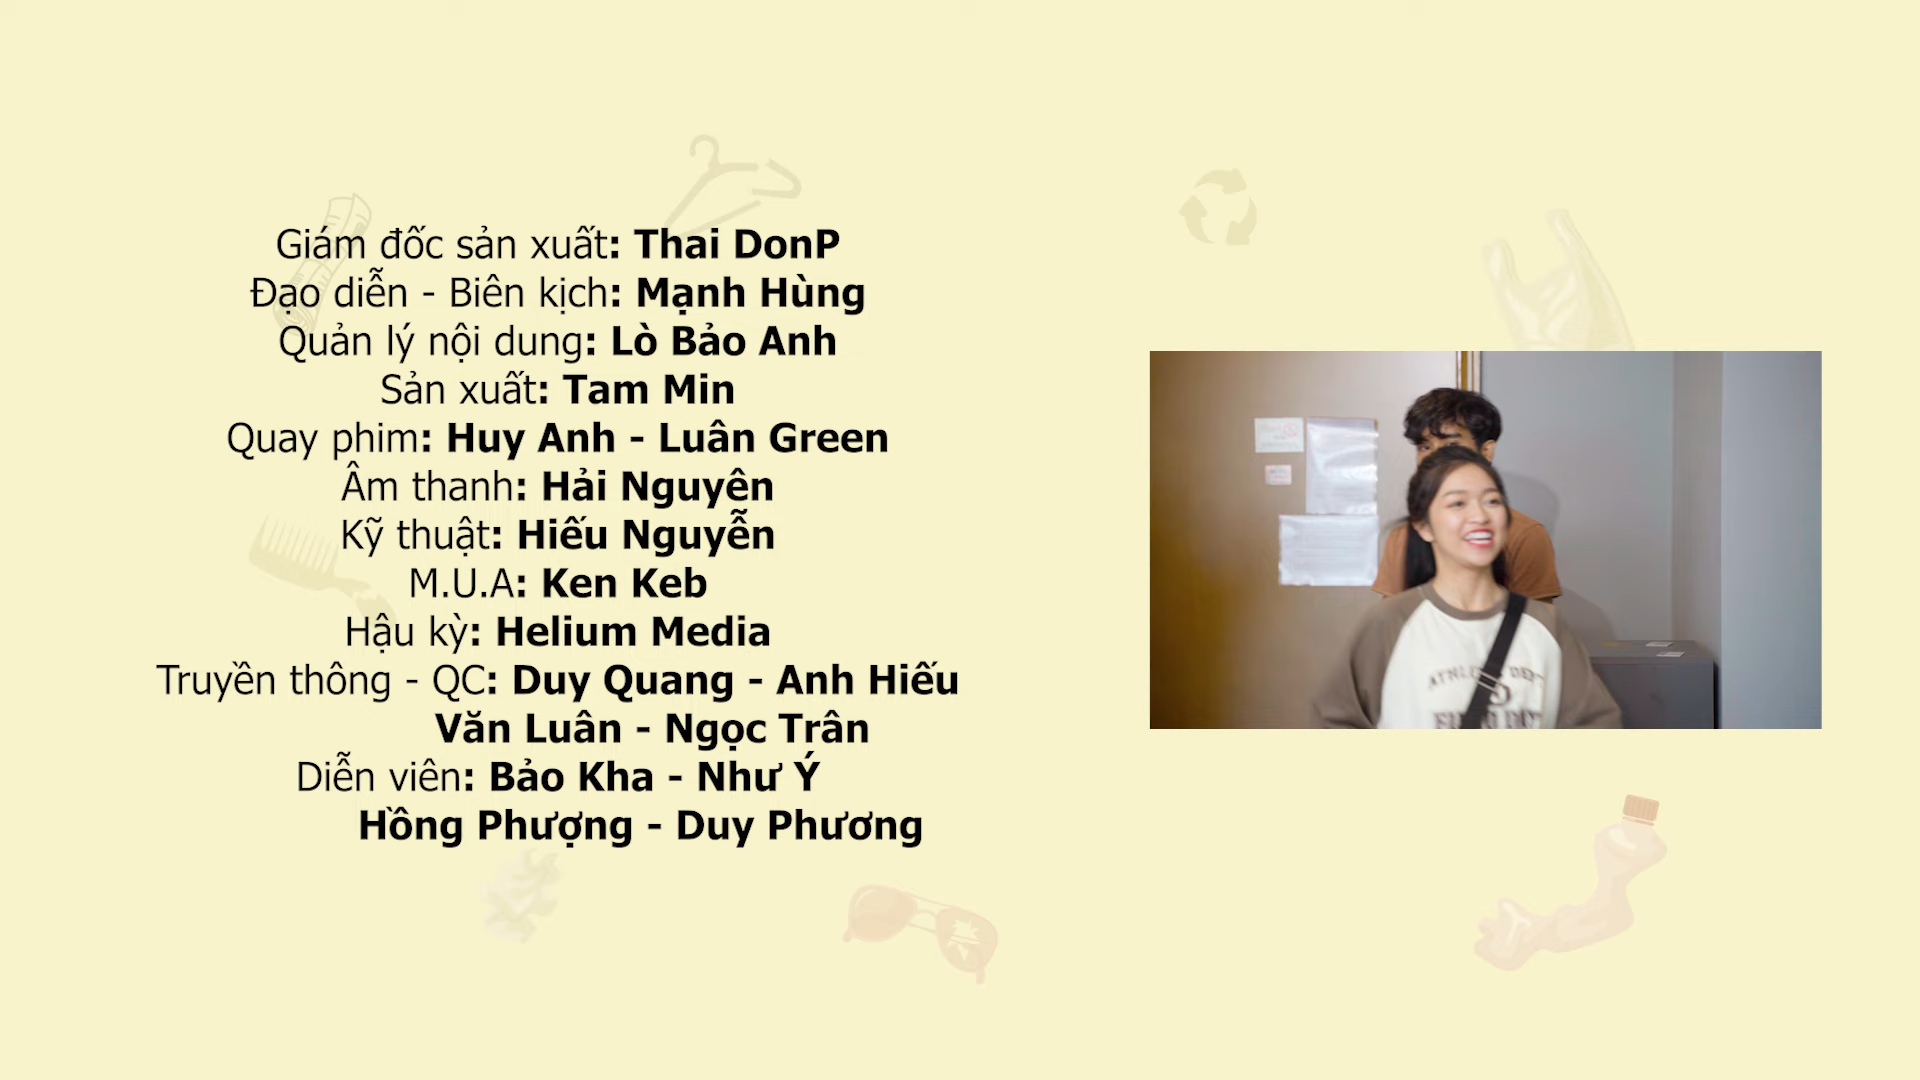 Giám đốc sản xuất: Thai DonP
Đạo diễn - Biên kịch: Mạnh Hùng
Quản lý nội dung: Lò Bảo Anh
Sản xuất: Tam Min
Quay phim: Huy Anh - Luân Green
Âm thanh: Hải Nguyên
Kỹ thuật: Hiếu Nguyễn
M.U.A: Ken Keb
Hậu kỳ: Helium Media
Truyền thông - QC: Duy Quang - Anh Hiếu
Văn Luân - Ngọc Trân
Diễn viên: Bảo Kha - Như Ý
Hồng Phượng - Duy Phương